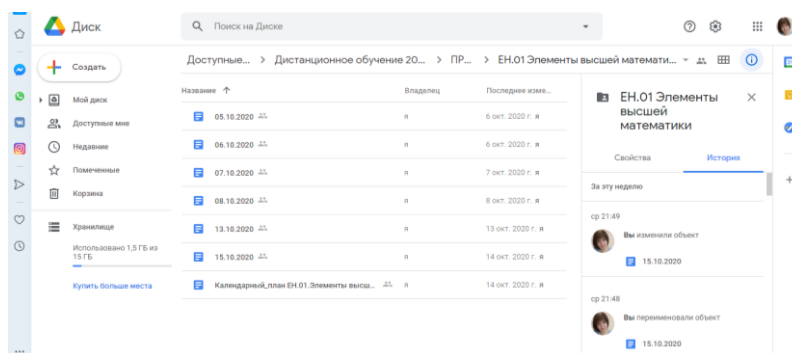 Диск
Поиск на Диске
Создать
Мой диск
Доступные мне
Недавние
Помеченные
Корзина
Хранилище
Использовано 1,5 ГБ из
15 ГБ
Купить больше места
Доступные... > Дистанционное обучение 20... > ПР... > ЕН.01 Элементы высшей математи...
Название ↑ Владелец Последнее изме...
05.10.2020 я 6 окт. 2020 г. я
06.10.2020 я 6 окт. 2020 г. я
07.10.2020 я 7 окт. 2020 г. я
08.10.2020 я 8 окт. 2020 г. я
13.10.2020 я 13 окт. 2020 г. я
15.10.2020 я 14 окт. 2020 г. я
Календарный_план ЕН.01.Элементы высш... я 14 окт. 2020 г. я
ЕН.01 Элементы
высшей
математики
Свойства История
За эту неделю
ср 21:49
Вы изменили объект
15.10.2020
ср 21:48
Вы переименовали объект
15.10.2020